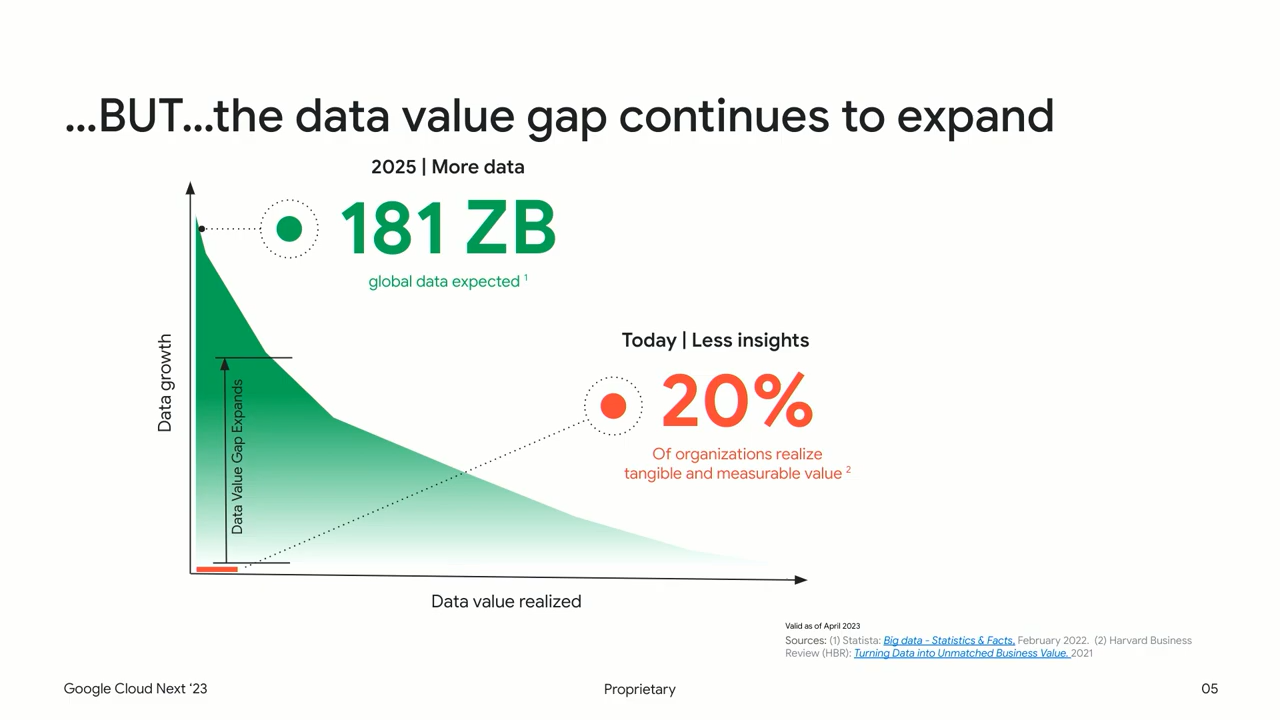 ...BUT...the data value gap continues to expand
2025 | More data
181 ZB
global data expected ¹
Today | Less insights
20%
Of organizations realize
tangible and measurable value ²
Data growth
Data Value Gap Expands
Data value realized
Valid as of April 2023
Sources: (1) Statista: Big data - Statistics & Facts, February 2022. (2) Harvard Business
Review (HBR): Turning Data into Unmatched Business Value. 2021
Google Cloud Next ‘23
Proprietary
05